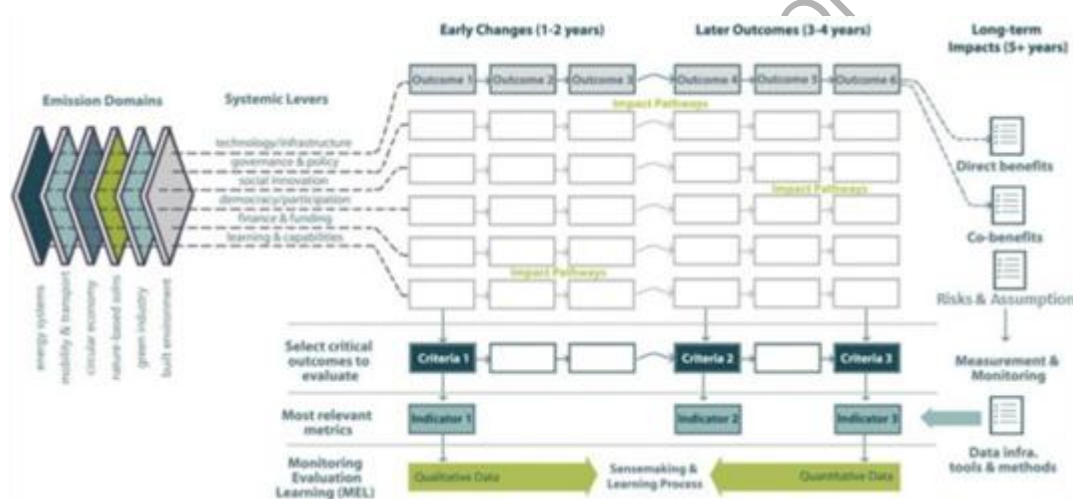 Early Changes (1-2 years)
Later Outcomes (3-4 years)
Long-term
Impacts (5+ years)
Emission Domains
Systemic Levers
Outcome 1
Outcome 2
Outcome 3
Outcome 4
Outcome 5
Outcome 6
Impact Pathways
technology/infrastructure
governance & policy
social innovation
democracy/participation
finance & funding
learning & capabilities
Impact Pathways
Impact Pathways
Direct benefits
Co-benefits
Risks & Assumption
energy systems
mobility & transport
circular economy
nature-based solns
green industry
built environment
Select critical
outcomes to
evaluate
Criteria 1
Criteria 2
Criteria 3
Measurement &
Monitoring
Most relevant
metrics
Indicator 1
Indicator 2
Indicator 3
Data infra.
tools & methods
Monitoring
Evaluation
Learning (MEL)
Qualitative Data
Sensemaking &
Learning Process
Quantitative Data